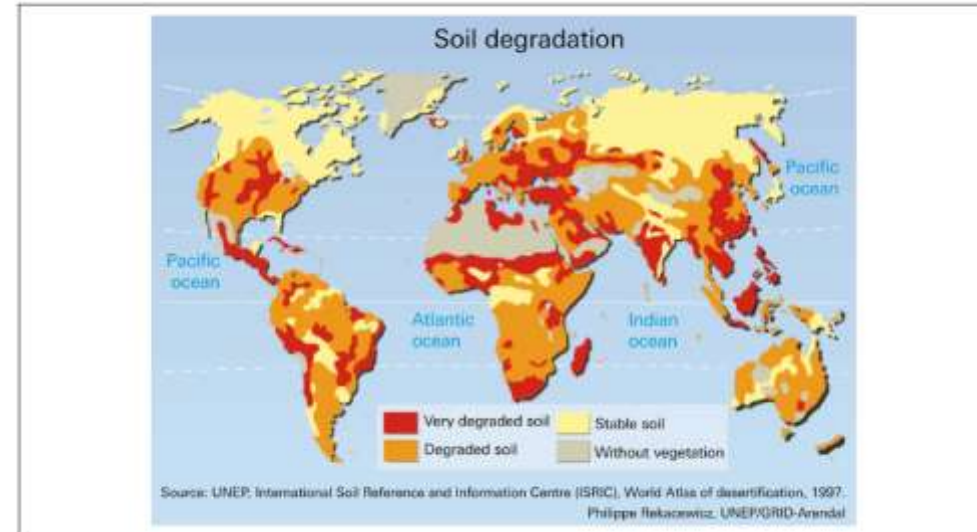 Soil degradation
Pacific
ocean
Pacific
ocean
Atlantic
ocean
Indian
ocean
Very degraded soil
Stable soil
Degraded soil
Without vegetation
Source: UNEP, International Soil Reference and Information Centre (ISRIC), World Atlas of desertification, 1997.
Philippe Rekacewicz, UNEP/GRID-Arendal